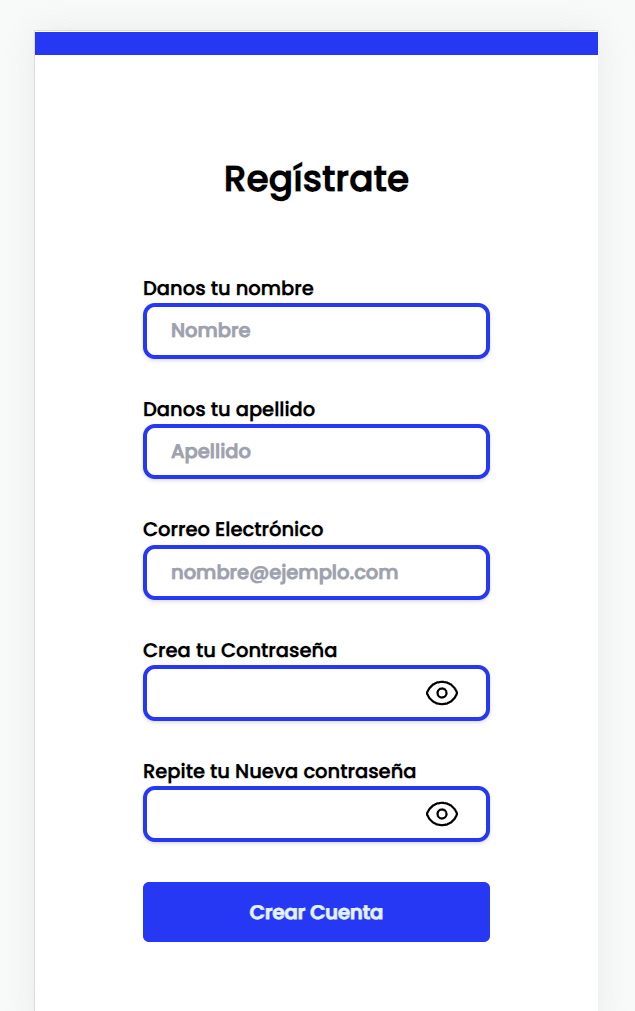 Regístrate
Danos tu nombre
Nombre
Danos tu apellido
Apellido
Correo Electrónico
nombre@ejemplo.com
Crea tu Contraseña
Repite tu Nueva contraseña
Crear Cuenta